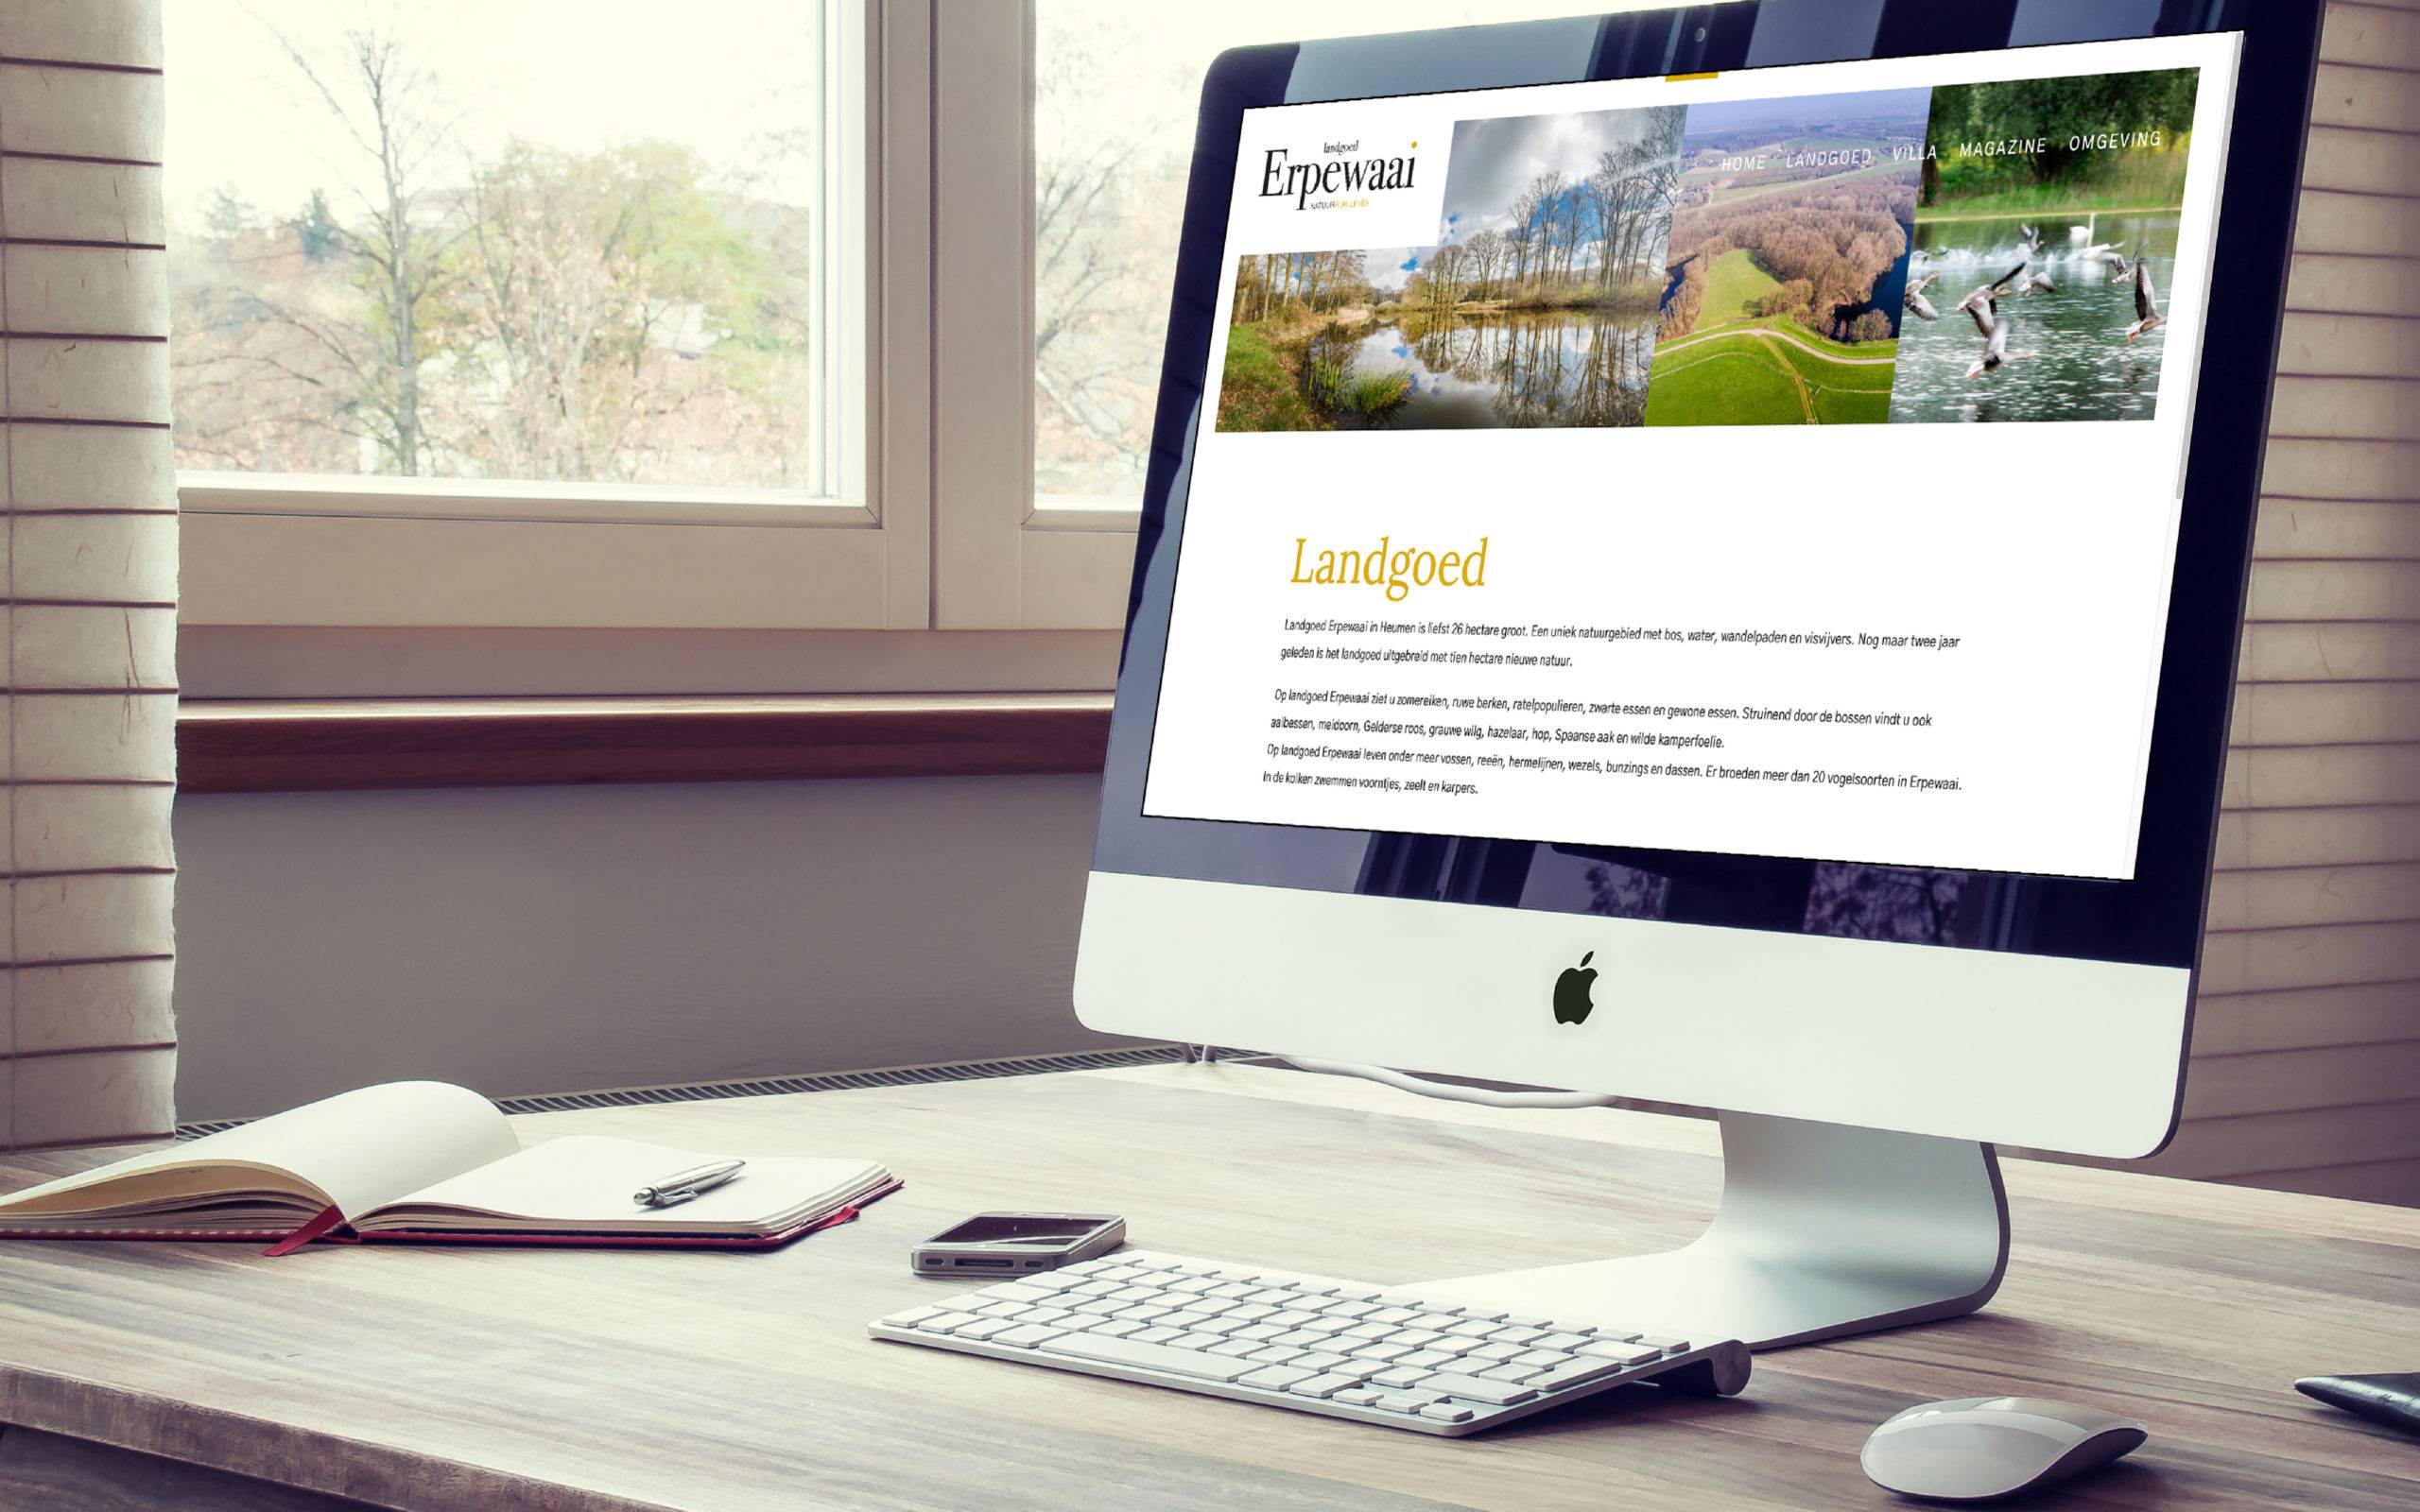 landgoed
Erpewaai
NATUURRIJK LEVEN
HOME LANDGOED VILLA MAGAZINE OMGEVING
Landgoed
Landgoed Erpewaai in Heumen is liefst 26 hectare groot. Een uniek natuurgebied met bos, water, wandelpaden en visvijvers. Nog maar twee jaar
geleden is het landgoed uitgebreid met tien hectare nieuwe natuur.
Op landgoed Erpewaai ziet u zomereiken, ruwe berken, ratelpopulieren, zwarte essen en gewone essen. Struinend door de bossen vindt u ook
aalbessen, meidoorn, Gelderse roos, grauwe wilg, hazelaar, hop, Spaanse aak en wilde kamperfoelie.
Op landgoed Erpewaai leven onder meer vossen, reeën, hermelijnen, wezels, bunzings en dassen. Er broeden meer dan 20 vogelsoorten in Erpewaai.
In de kolken zwemmen voorntjes, zeelt en karpers.